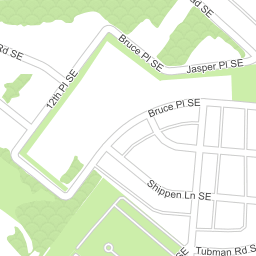 Bruce Pl SE
Rd SE
Jasper Pl SE
12th Pl SE
Bruce Pl SE
Shippen Ln SE
SE
Tubman Rd S